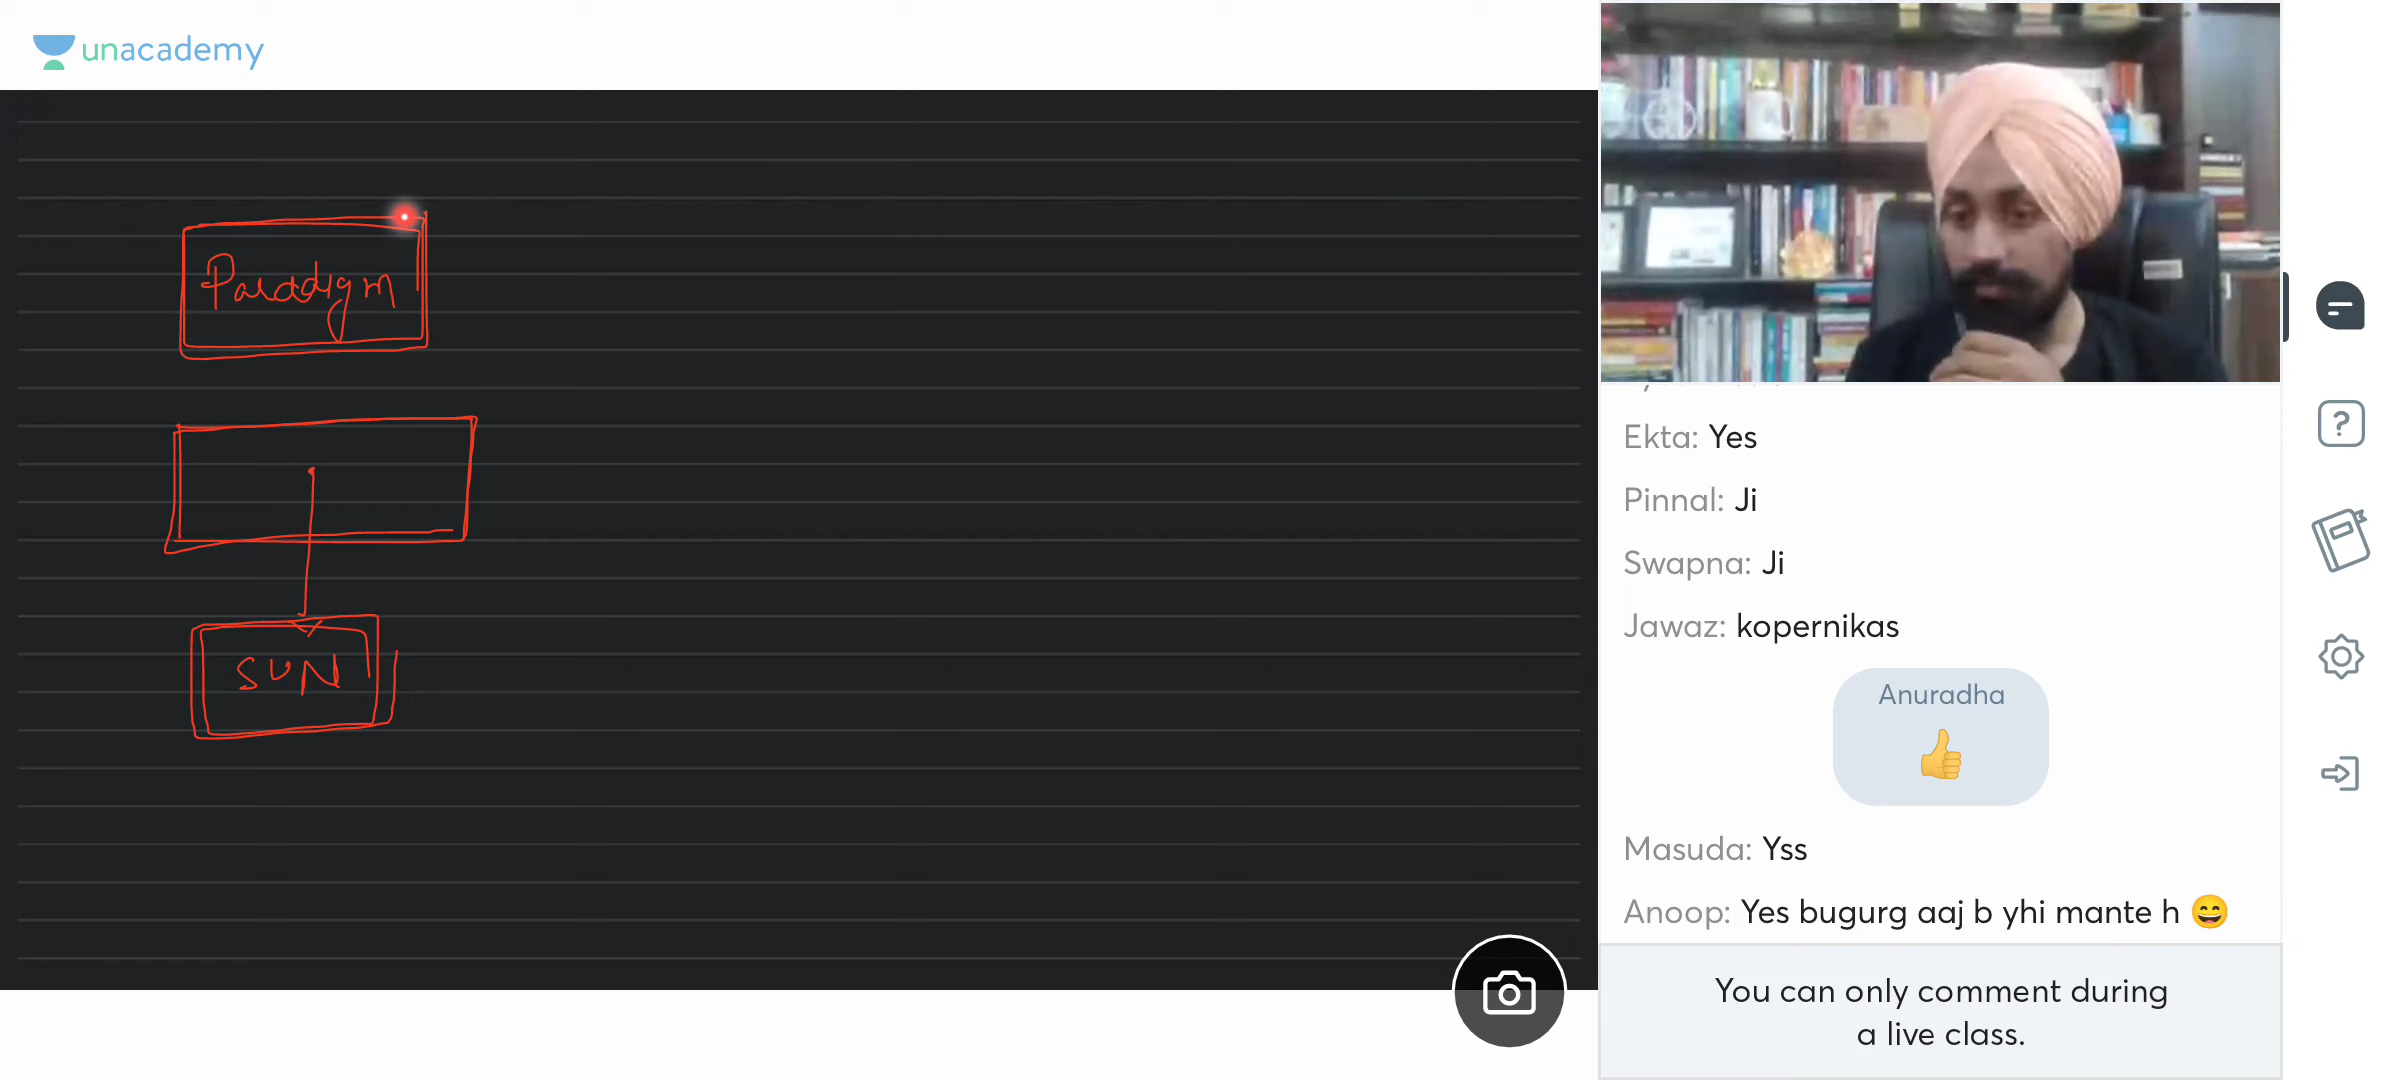 unacademy
Paradigm
SUN
Ekta: Yes
Pinnal: Ji
Swapna: Ji
Jawaz: kopernikas
Anuradha
👍
Masuda: Yss
Anoop: Yes bugurg aaj b yhi mante h 😄
You can only comment during
a live class.
?